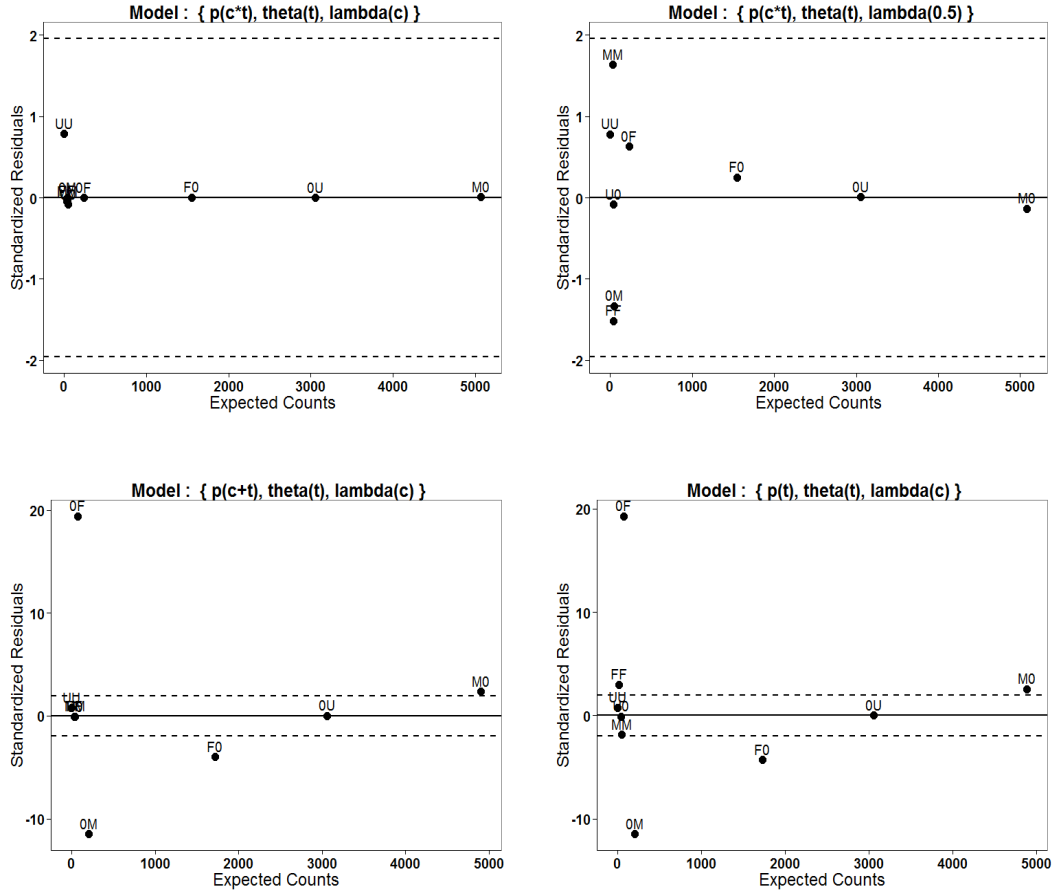 Model : { p(c*t), theta(t), lambda(c) }
Standardized Residuals
2
1
0
-1
-2
UU
0M
0F
F0
0U
M0
0
1000
2000
3000
4000
5000
Expected Counts
Model : { p(c*t), theta(t), lambda(0.5) }
Standardized Residuals
2
1
0
-1
-2
MM
UU
0F
F0
U0
0U
M0
0M
FF
0
1000
2000
3000
4000
5000
Expected Counts
Model : { p(c+t), theta(t), lambda(c) }
Standardized Residuals
20
10
0
-10
0F
UU
M0
0U
F0
0M
0
1000
2000
3000
4000
5000
Expected Counts
Model : { p(t), theta(t), lambda(c) }
Standardized Residuals
20
10
0
-10
0F
FF
UU
U0
MM
M0
0U
F0
0M
0
1000
2000
3000
4000
5000
Expected Counts